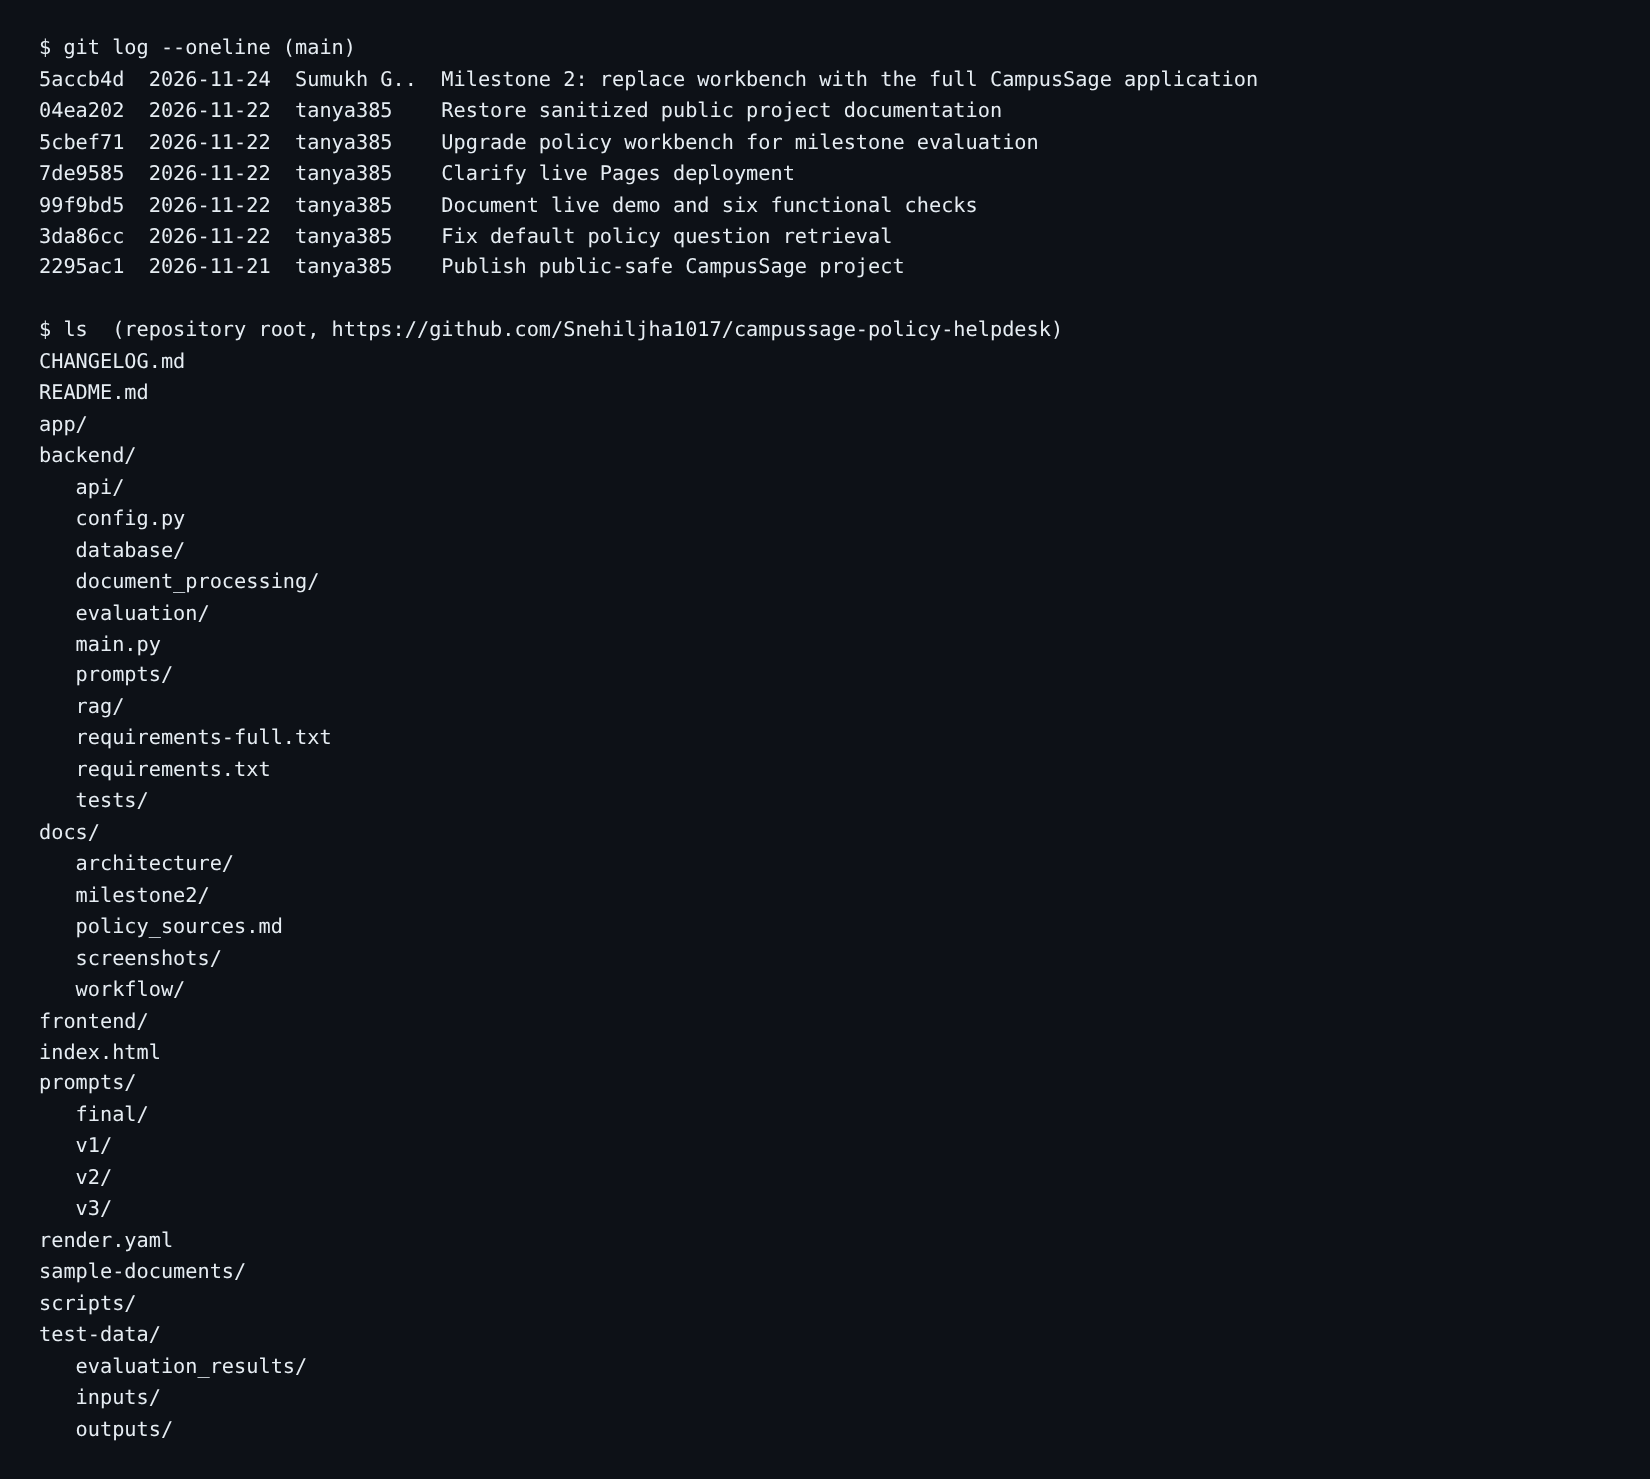 $ git log --oneline (main)
5accb4d  2026-11-24  Sumukh G..  Milestone 2: replace workbench with the full CampusSage application
04ea202  2026-11-22  tanya385    Restore sanitized public project documentation
5cbef71  2026-11-22  tanya385    Upgrade policy workbench for milestone evaluation
7de9585  2026-11-22  tanya385    Clarify live Pages deployment
99f9bd5  2026-11-22  tanya385    Document live demo and six functional checks
3da86cc  2026-11-22  tanya385    Fix default policy question retrieval
2295ac1  2026-11-21  tanya385    Publish public-safe CampusSage project

$ ls  (repository root, https://github.com/Snehiljha1017/campussage-policy-helpdesk)
CHANGELOG.md
README.md
app/
backend/
   api/
   config.py
   database/
   document_processing/
   evaluation/
   main.py
   prompts/
   rag/
   requirements-full.txt
   requirements.txt
   tests/
docs/
   architecture/
   milestone2/
   policy_sources.md
   screenshots/
   workflow/
frontend/
index.html
prompts/
   final/
   v1/
   v2/
   v3/
render.yaml
sample-documents/
scripts/
test-data/
   evaluation_results/
   inputs/
   outputs/